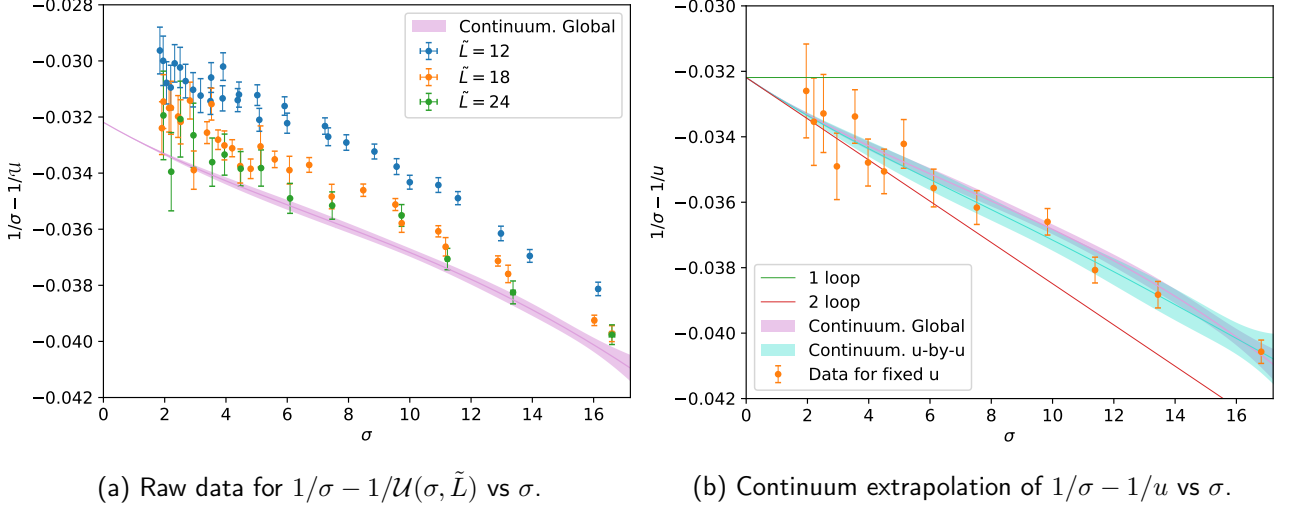 −0.028
−0.030
−0.032
−0.034
−0.036
−0.038
−0.040
−0.042
1/σ − 1/𝒰
0 2 4 6 8 10 12 14 16
σ
Continuum. Global
L̃ = 12
L̃ = 18
L̃ = 24
(a) Raw data for 1/σ − 1/𝒰(σ, L̃) vs σ.
−0.030
−0.032
−0.034
−0.036
−0.038
−0.040
−0.042
1/σ − 1/u
0 2 4 6 8 10 12 14 16
σ
1 loop
2 loop
Continuum. Global
Continuum. u-by-u
Data for fixed u
(b) Continuum extrapolation of 1/σ − 1/u vs σ.